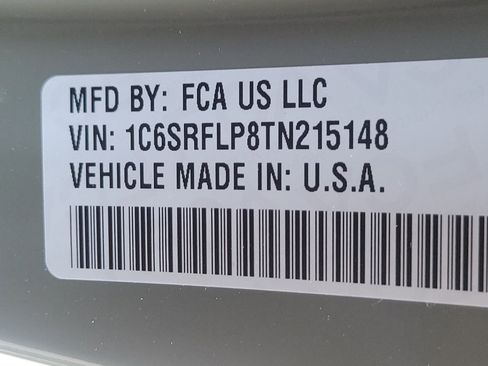 MFD BY: FCA US LLC
VIN: 1C6SRFLP8TN215148
VEHICLE MADE IN: U.S.A.